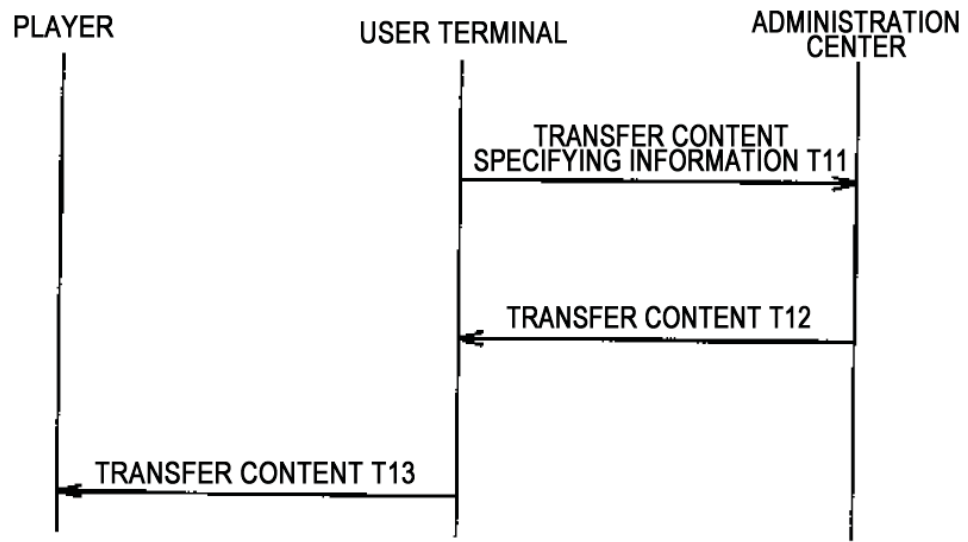 PLAYER
USER TERMINAL
ADMINISTRATION
CENTER
TRANSFER CONTENT
SPECIFYING INFORMATION T11
TRANSFER CONTENT T12
TRANSFER CONTENT T13